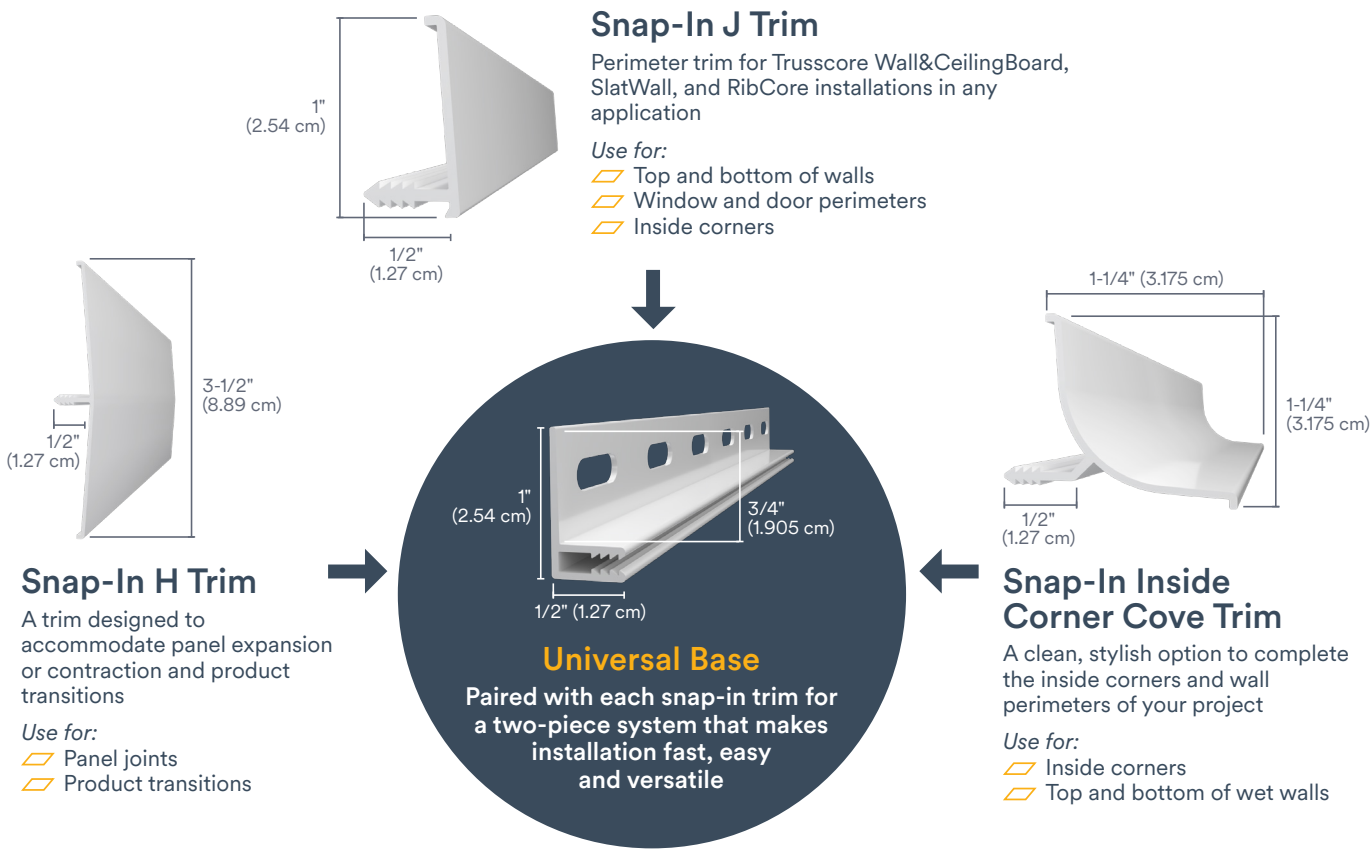 Snap-In J Trim
Perimeter trim for Trusscore Wall&CeilingBoard,
SlatWall, and RibCore installations in any
application
Use for:
Top and bottom of walls
Window and door perimeters
Inside corners
1"
(2.54 cm)
1/2"
(1.27 cm)
3-1/2"
(8.89 cm)
1/2"
(1.27 cm)
Snap-In H Trim
A trim designed to
accommodate panel expansion
or contraction and product
transitions
Use for:
Panel joints
Product transitions
1"
(2.54 cm)
3/4"
(1.905 cm)
1/2" (1.27 cm)
Universal Base
Paired with each snap-in trim for
a two-piece system that makes
installation fast, easy
and versatile
1-1/4" (3.175 cm)
1-1/4"
(3.175 cm)
1/2"
(1.27 cm)
Snap-In Inside
Corner Cove Trim
A clean, stylish option to complete
the inside corners and wall
perimeters of your project
Use for:
Inside corners
Top and bottom of wet walls